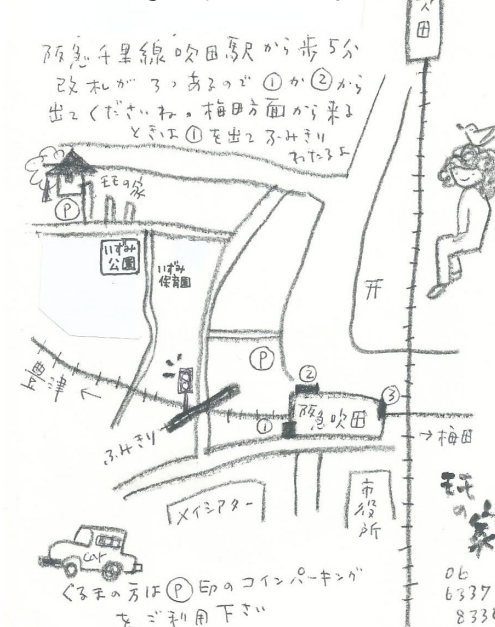 吹田
阪急千里線吹田駅から歩5分
改札が3つあるので①か②から
出てくださいね。梅田方面から来る
ときは①を出てふみきり
わたるよ
モモの家
P
いずみ
公園
いずみ
保育園
P
②
③
阪急吹田
①
豊津
←
ふみきり
→梅田
メイシアター
市役所
モモの家
car
くるまの方はⓅ印のコインパーキング
をご利用下さい
06
6337